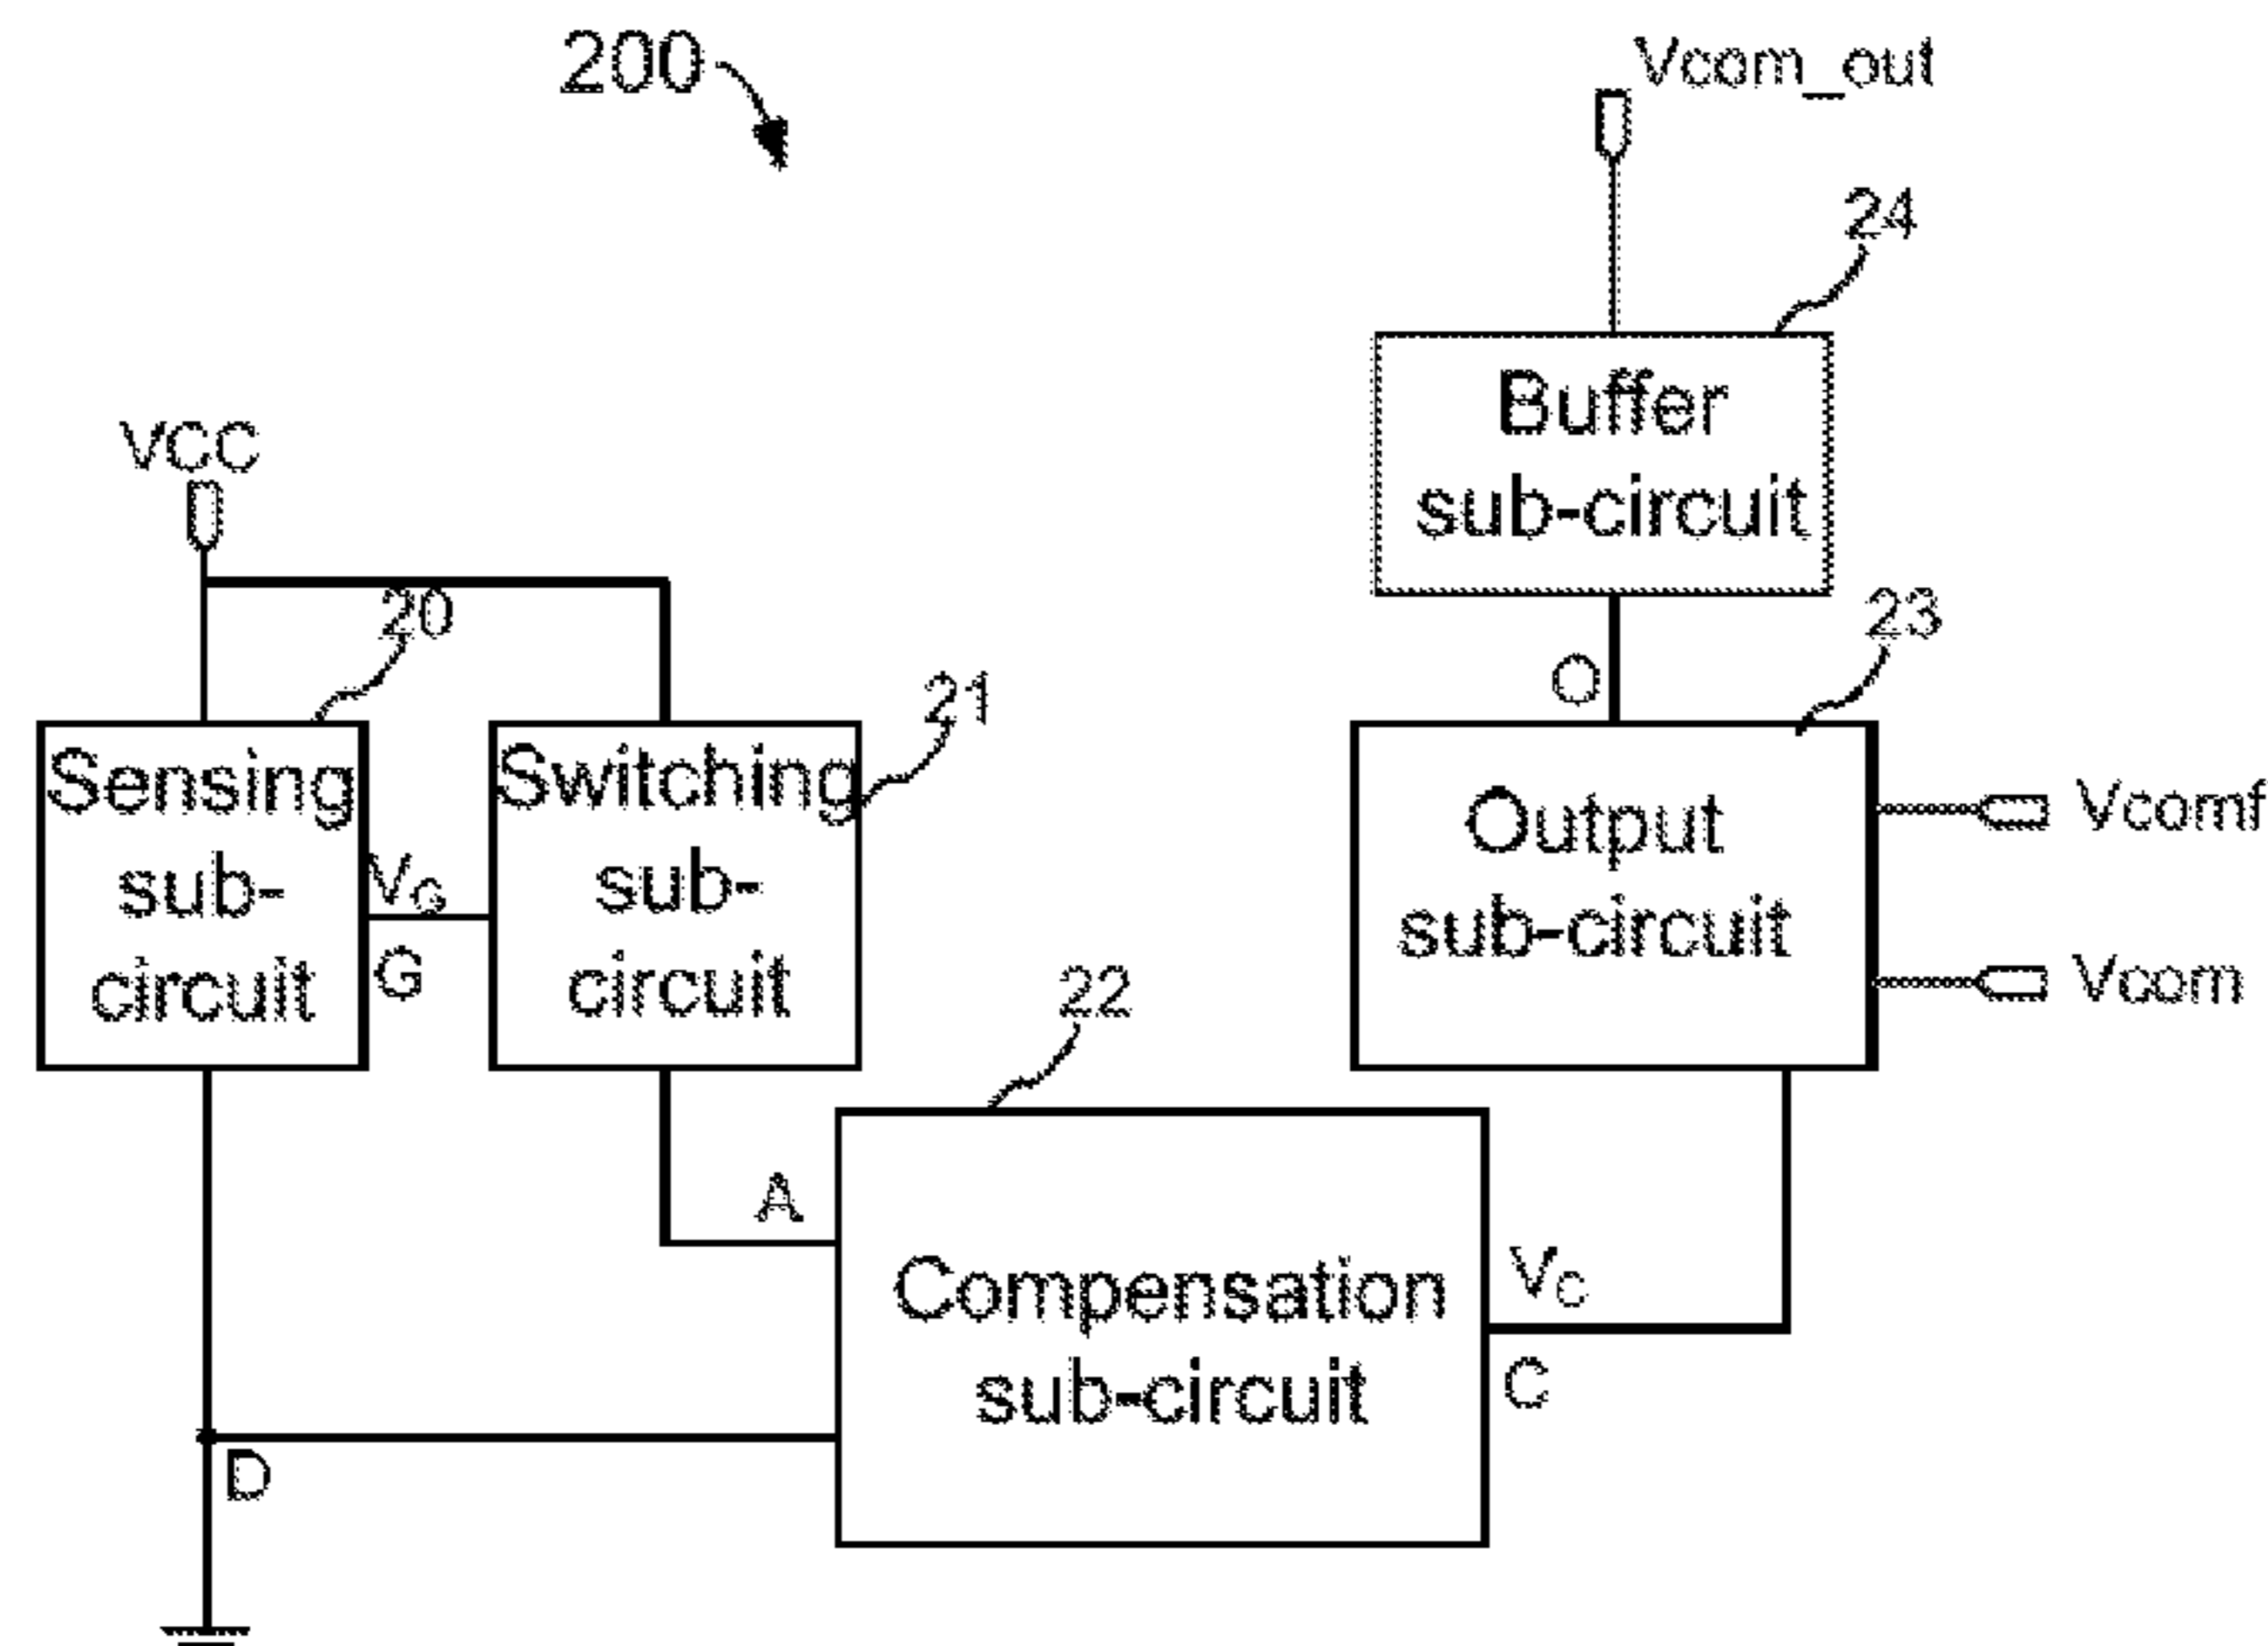 200
Vcom_out
24
Buffer
sub-circuit
VCC
20
O
23
21
Sensing
sub-
circuit
VG
G
Switching
sub-
circuit
Output
sub-circuit
Vcomf
Vcom
22
A
Compensation
sub-circuit
VC
C
D